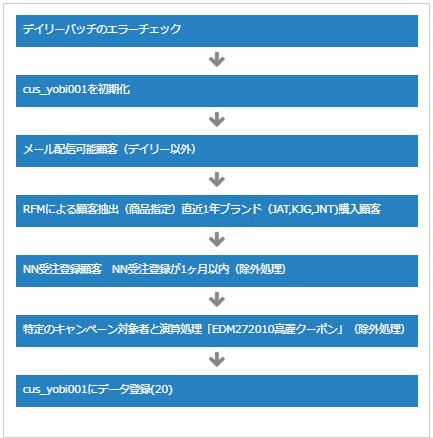 デイリーバッチのエラーチェック
cus_yobi001を初期化
メール配信可能顧客（デイリー以外）
RFMによる顧客抽出（商品指定）直近1年ブランド（JAT,KJG,JNT)購入顧客
NN受注登録顧客　NN受注登録が1ヶ月以内（除外処理）
特定のキャンペーン対象者と演算処理「EDM272010高麗クーポン」（除外処理）
cus_yobi001にデータ登録(20)